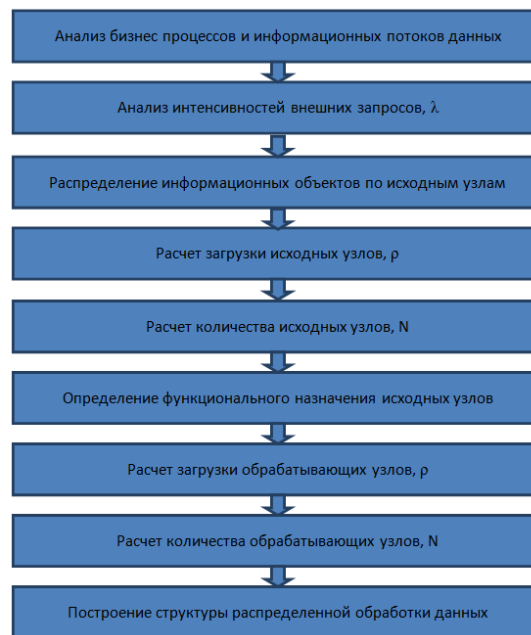 Анализ бизнес процессов и информационных потоков данных
Анализ интенсивностей внешних запросов, λ
Распределение информационных объектов по исходным узлам
Расчет загрузки исходных узлов, ρ
Расчет количества исходных узлов, N
Определение функционального назначения исходных узлов
Расчет загрузки обрабатывающих узлов, ρ
Расчет количества обрабатывающих узлов, N
Построение структуры распределенной обработки данных